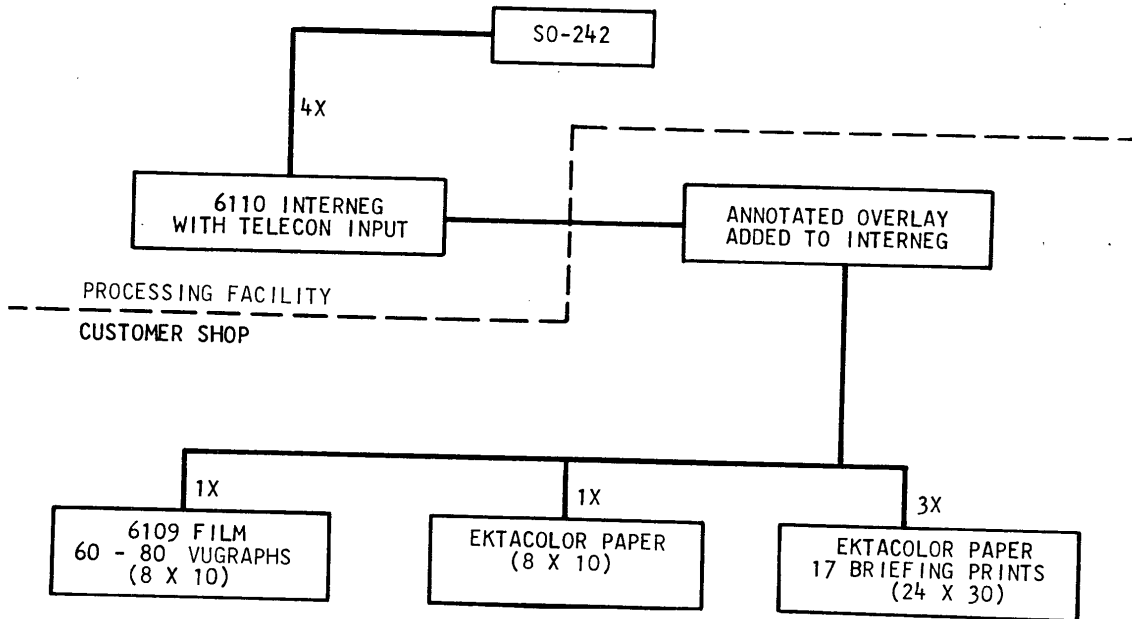 SO-242
4X
6110 INTERNEG
WITH TELECON INPUT
ANNOTATED OVERLAY
ADDED TO INTERNEG
PROCESSING FACILITY
CUSTOMER SHOP
1X
1X
3X
6109 FILM
60 - 80 VUGRAPHS
(8 X 10)
EKTACOLOR PAPER
(8 X 10)
EKTACOLOR PAPER
17 BRIEFING PRINTS
(24 X 30)